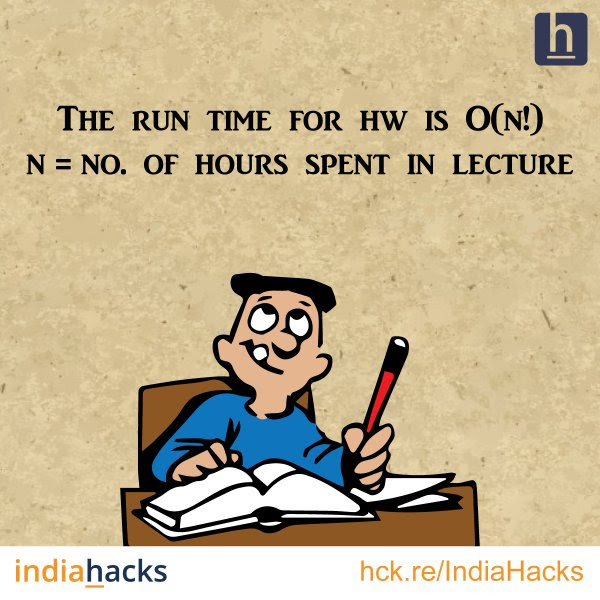 h
THE RUN TIME FOR HW IS O(N!)
N = NO. OF HOURS SPENT IN LECTURE
indiahacks
hck.re/IndiaHacks